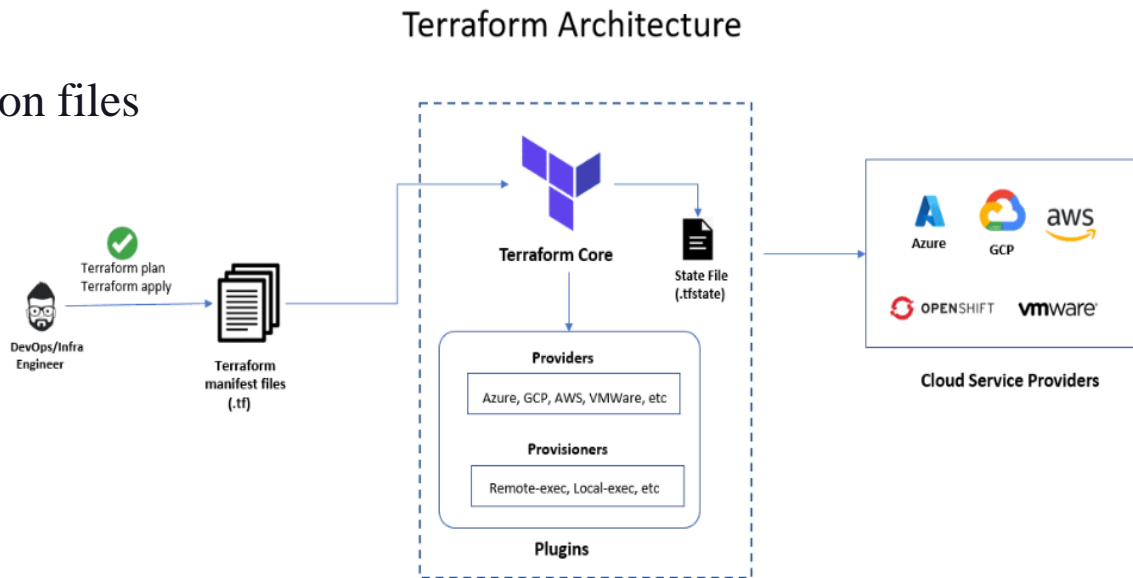 Terraform Architecture
on files
Terraform plan
Terraform apply
DevOps/Infra
Engineer
Terraform
manifest files
(.tf)
Terraform Core
State File
(.tfstate)
Providers
Azure, GCP, AWS, VMWare, etc
Provisioners
Remote-exec, Local-exec, etc
Plugins
Azure
GCP
aws
OPENSHIFT
vmware®
Cloud Service Providers